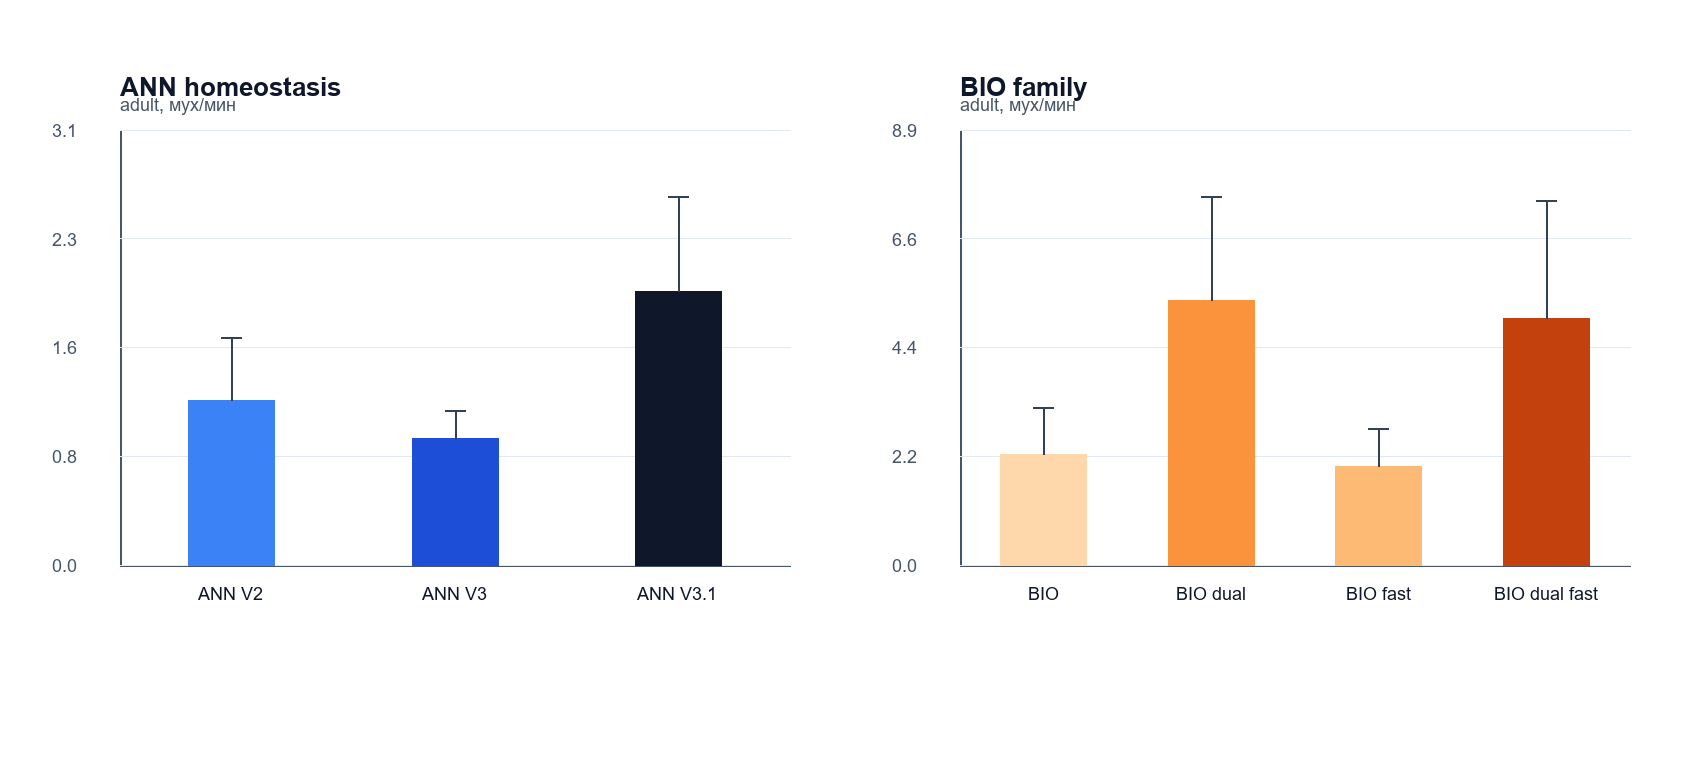 ANN homeostasis
adult, мух/мин
3.1
2.3
1.6
0.8
0.0
ANN V2
ANN V3
ANN V3.1
BIO family
adult, мух/мин
8.9
6.6
4.4
2.2
0.0
BIO
BIO dual
BIO fast
BIO dual fast